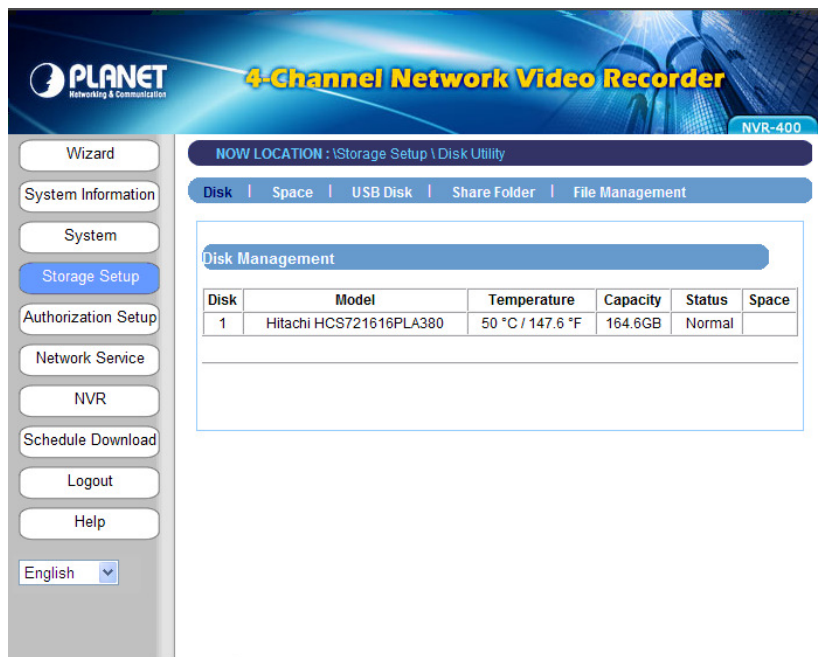 PLANET
Networking & Communication
4-Channel Network Video Recorder
NVR-400
Wizard
System Information
System
Storage Setup
Authorization Setup
Network Service
NVR
Schedule Download
Logout
Help
English
NOW LOCATION : \Storage Setup \ Disk Utility
Disk | Space | USB Disk | Share Folder | File Management
Disk Management
Disk Model Temperature Capacity Status Space
1 Hitachi HCS721616PLA380 50 °C / 147.6 °F 164.6GB Normal